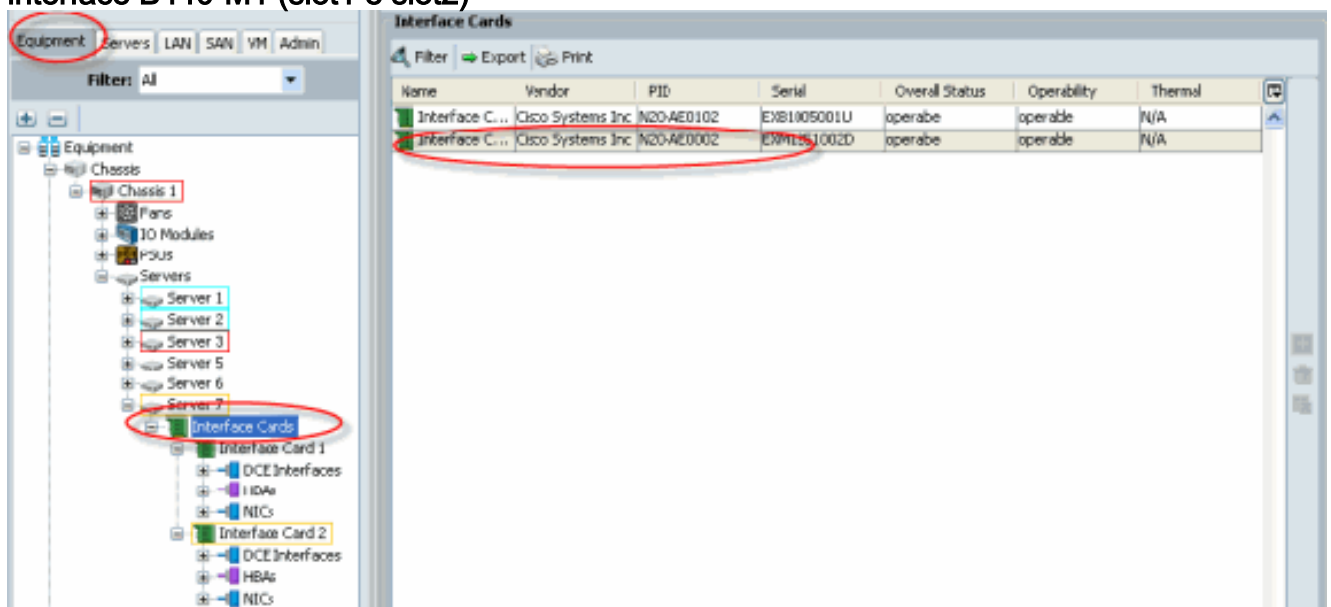 Equipment Servers LAN SAN VM Admin
Filter: All
Equipment
Chassis
Chassis 1
Fans
IO Modules
PSUs
Servers
Server 1
Server 2
Server 3
Server 5
Server 6
Server 7
Interface Cards
Interface Card 1
DCE Interfaces
HBAs
NICs
Interface Card 2
DCE Interfaces
HBAs
NICs
Interface Cards
Filter Export Print
Name Vendor PID Serial Overall Status Operability Thermal
Interface C... Cisco Systems Inc N20-AE0102 operable operable N/A
Interface C... Cisco Systems Inc N20-AE0002 operable operable N/A